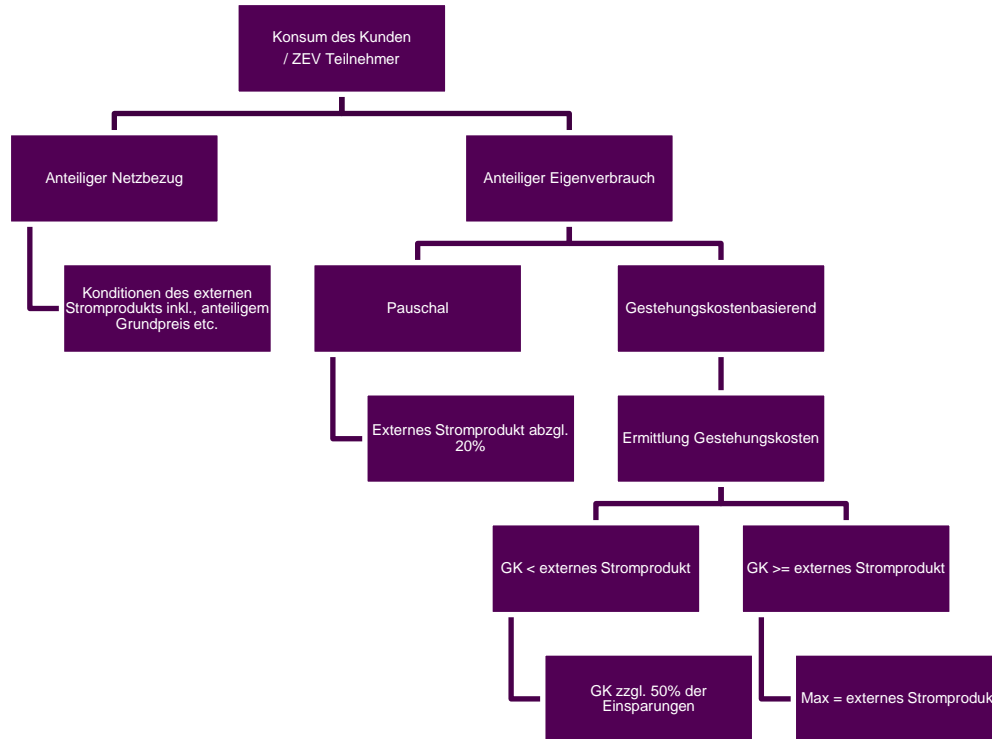 Konsum des Kunden
/ ZEV Teilnehmer
Anteiliger Netzbezug
Anteiliger Eigenverbrauch
Konditionen des externen
Stromprodukts inkl., anteiligem
Grundpreis etc.
Pauschal
Gestehungskostenbasierend
Externes Stromprodukt abzgl.
20%
Ermittlung Gestehungskosten
GK < externes Stromprodukt
GK >= externes Stromprodukt
GK zzgl. 50% der
Einsparungen
Max = externes Stromproduk